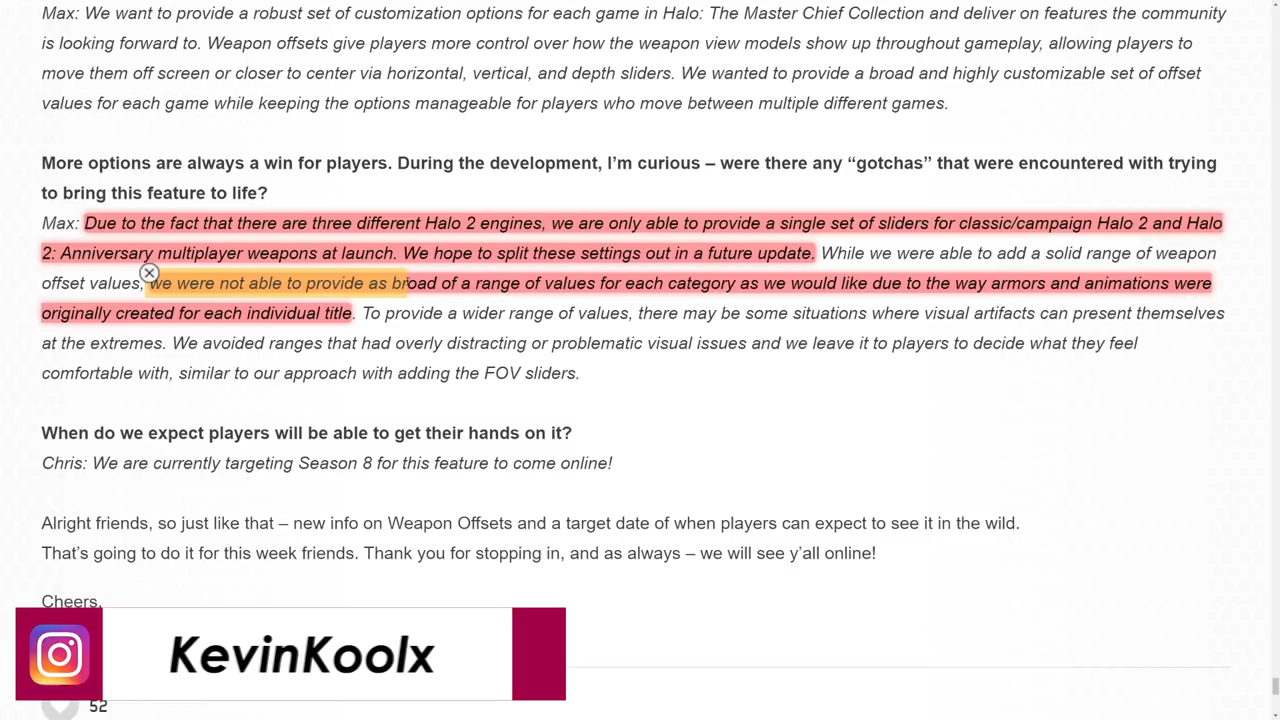 Max: We want to provide a robust set of customization options for each game in Halo: The Master Chief Collection and deliver on features the community
is looking forward to. Weapon offsets give players more control over how the weapon view models show up throughout gameplay, allowing players to
move them off screen or closer to center via horizontal, vertical, and depth sliders. We wanted to provide a broad and highly customizable set of offset
values for each game while keeping the options manageable for players who move between multiple different games.
More options are always a win for players. During the development, I’m curious – were there any “gotchas” that were encountered with trying
to bring this feature to life?
Max: Due to the fact that there are three different Halo 2 engines, we are only able to provide a single set of sliders for classic/campaign Halo 2 and Halo
2: Anniversary multiplayer weapons at launch. We hope to split these settings out in a future update. While we were able to add a solid range of weapon
offset values, we were not able to provide as broad of a range of values for each category as we would like due to the way armors and animations were
originally created for each individual title. To provide a wider range of values, there may be some situations where visual artifacts can present themselves
at the extremes. We avoided ranges that had overly distracting or problematic visual issues and we leave it to players to decide what they feel
comfortable with, similar to our approach with adding the FOV sliders.
When do we expect players will be able to get their hands on it?
Chris: We are currently targeting Season 8 for this feature to come online!
Alright friends, so just like that – new info on Weapon Offsets and a target date of when players can expect to see it in the wild.
That’s going to do it for this week friends. Thank you for stopping in, and as always – we will see y’all online!
Cheers,
KevinKoolx
52